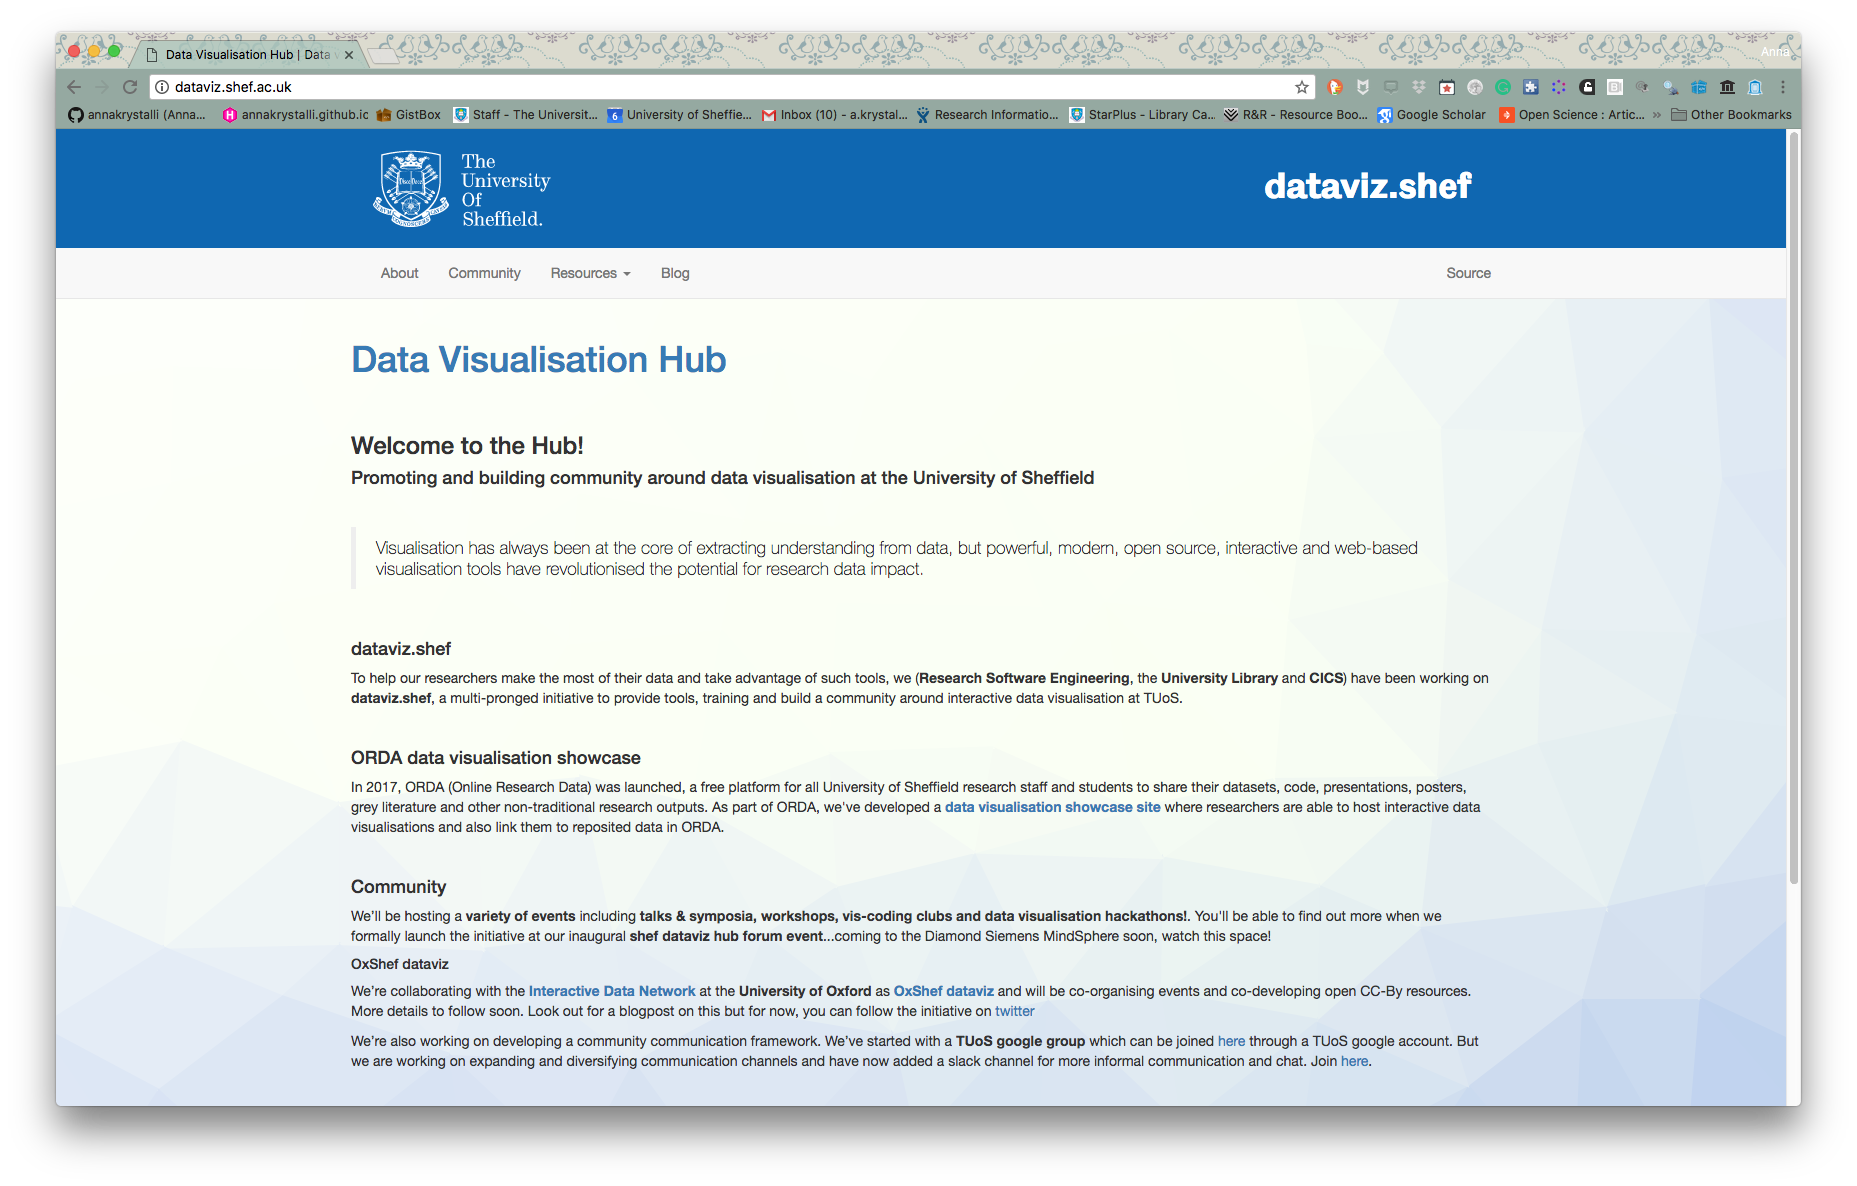 Data Visualisation Hub | Data
Anna
dataviz.shef.ac.uk
annakrystalli (Anna... annakrystalli.github.io GistBox Staff - The Universit... 6 University of Sheffie... Inbox (10) - a.krystal... Research Informatio... StarPlus - Library Ca... R&R - Resource Boo... Google Scholar Open Science : Artic... » Other Bookmarks
The
University
Of
Sheffield.
dataviz.shef
About Community Resources Blog Source
Data Visualisation Hub
Welcome to the Hub!
Promoting and building community around data visualisation at the University of Sheffield
Visualisation has always been at the core of extracting understanding from data, but powerful, modern, open source, interactive and web-based
visualisation tools have revolutionised the potential for research data impact.
dataviz.shef
To help our researchers make the most of their data and take advantage of such tools, we (Research Software Engineering, the University Library and CICS) have been working on
dataviz.shef, a multi-pronged initiative to provide tools, training and build a community around interactive data visualisation at TUoS.
ORDA data visualisation showcase
In 2017, ORDA (Online Research Data) was launched, a free platform for all University of Sheffield research staff and students to share their datasets, code, presentations, posters,
grey literature and other non-traditional research outputs. As part of ORDA, we've developed a data visualisation showcase site where researchers are able to host interactive data
visualisations and also link them to reposited data in ORDA.
Community
We'll be hosting a variety of events including talks & symposia, workshops, vis-coding clubs and data visualisation hackathons!. You'll be able to find out more when we
formally launch the initiative at our inaugural shef dataviz hub forum event...coming to the Diamond Siemens MindSphere soon, watch this space!
OxShef dataviz
We're collaborating with the Interactive Data Network at the University of Oxford as OxShef dataviz and will be co-organising events and co-developing open CC-By resources.
More details to follow soon. Look out for a blogpost on this but for now, you can follow the initiative on twitter
We're also working on developing a community communication framework. We've started with a TUoS google group which can be joined here through a TUoS google account. But
we are working on expanding and diversifying communication channels and have now added a slack channel for more informal communication and chat. Join here.